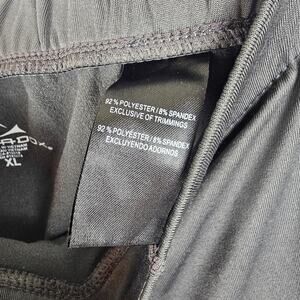 92 % POLYESTER / 8% SPANDEX
EXCLUSIVE OF TRIMMINGS
92 % POLYESTER / 8% SPANDEX
EXCLUYENDO ADORNOS
XL